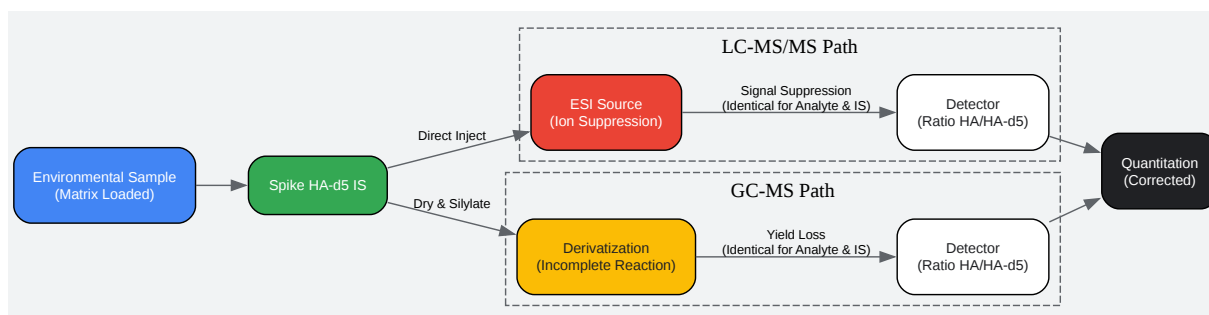 LC-MS/MS Path
ESI Source
(Ion Suppression)
Signal Suppression
(Identical for Analyte & IS)
Detector
(Ratio HA/HA-d5)
Direct Inject
Environmental Sample
(Matrix Loaded)
Spike HA-d5 IS
Quantitation
(Corrected)
Dry & Silylate
GC-MS Path
Derivatization
(Incomplete Reaction)
Yield Loss
(Identical for Analyte & IS)
Detector
(Ratio HA/HA-d5)